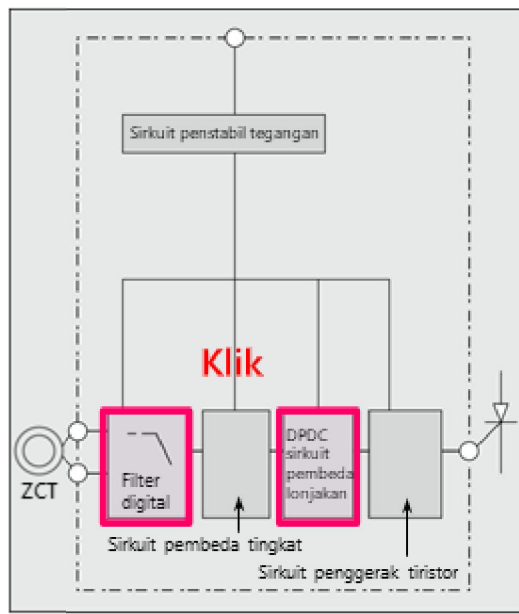 Sirkuit penstabil tegangan
Klik
ZCT
Filter
digital
DPDC
sirkuit
pembeda
lonjakan
Sirkuit pembeda tingkat
Sirkuit penggerak tiristor